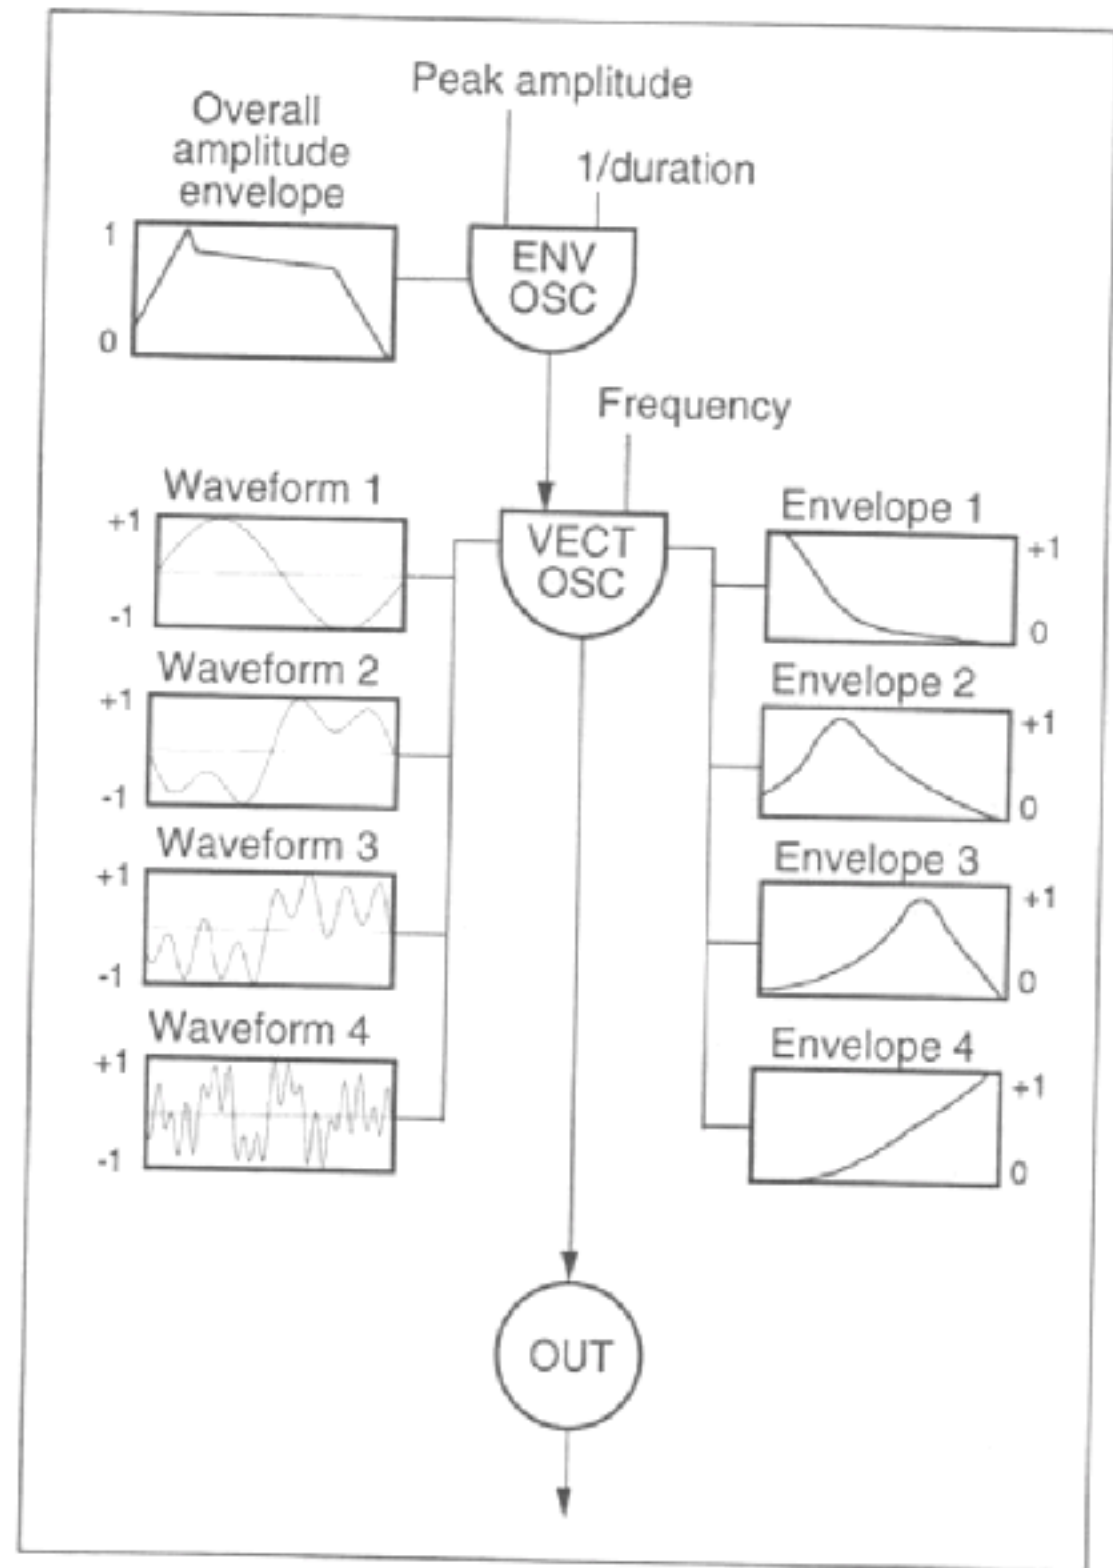 Peak amplitude
Overall
amplitude
envelope
1/duration
1
0
ENV
OSC
Frequency
Waveform 1
+1
-1
VECT
OSC
Envelope 1
+1
0
Waveform 2
+1
-1
Envelope 2
+1
0
Waveform 3
+1
-1
Envelope 3
+1
0
Waveform 4
+1
-1
Envelope 4
+1
0
OUT